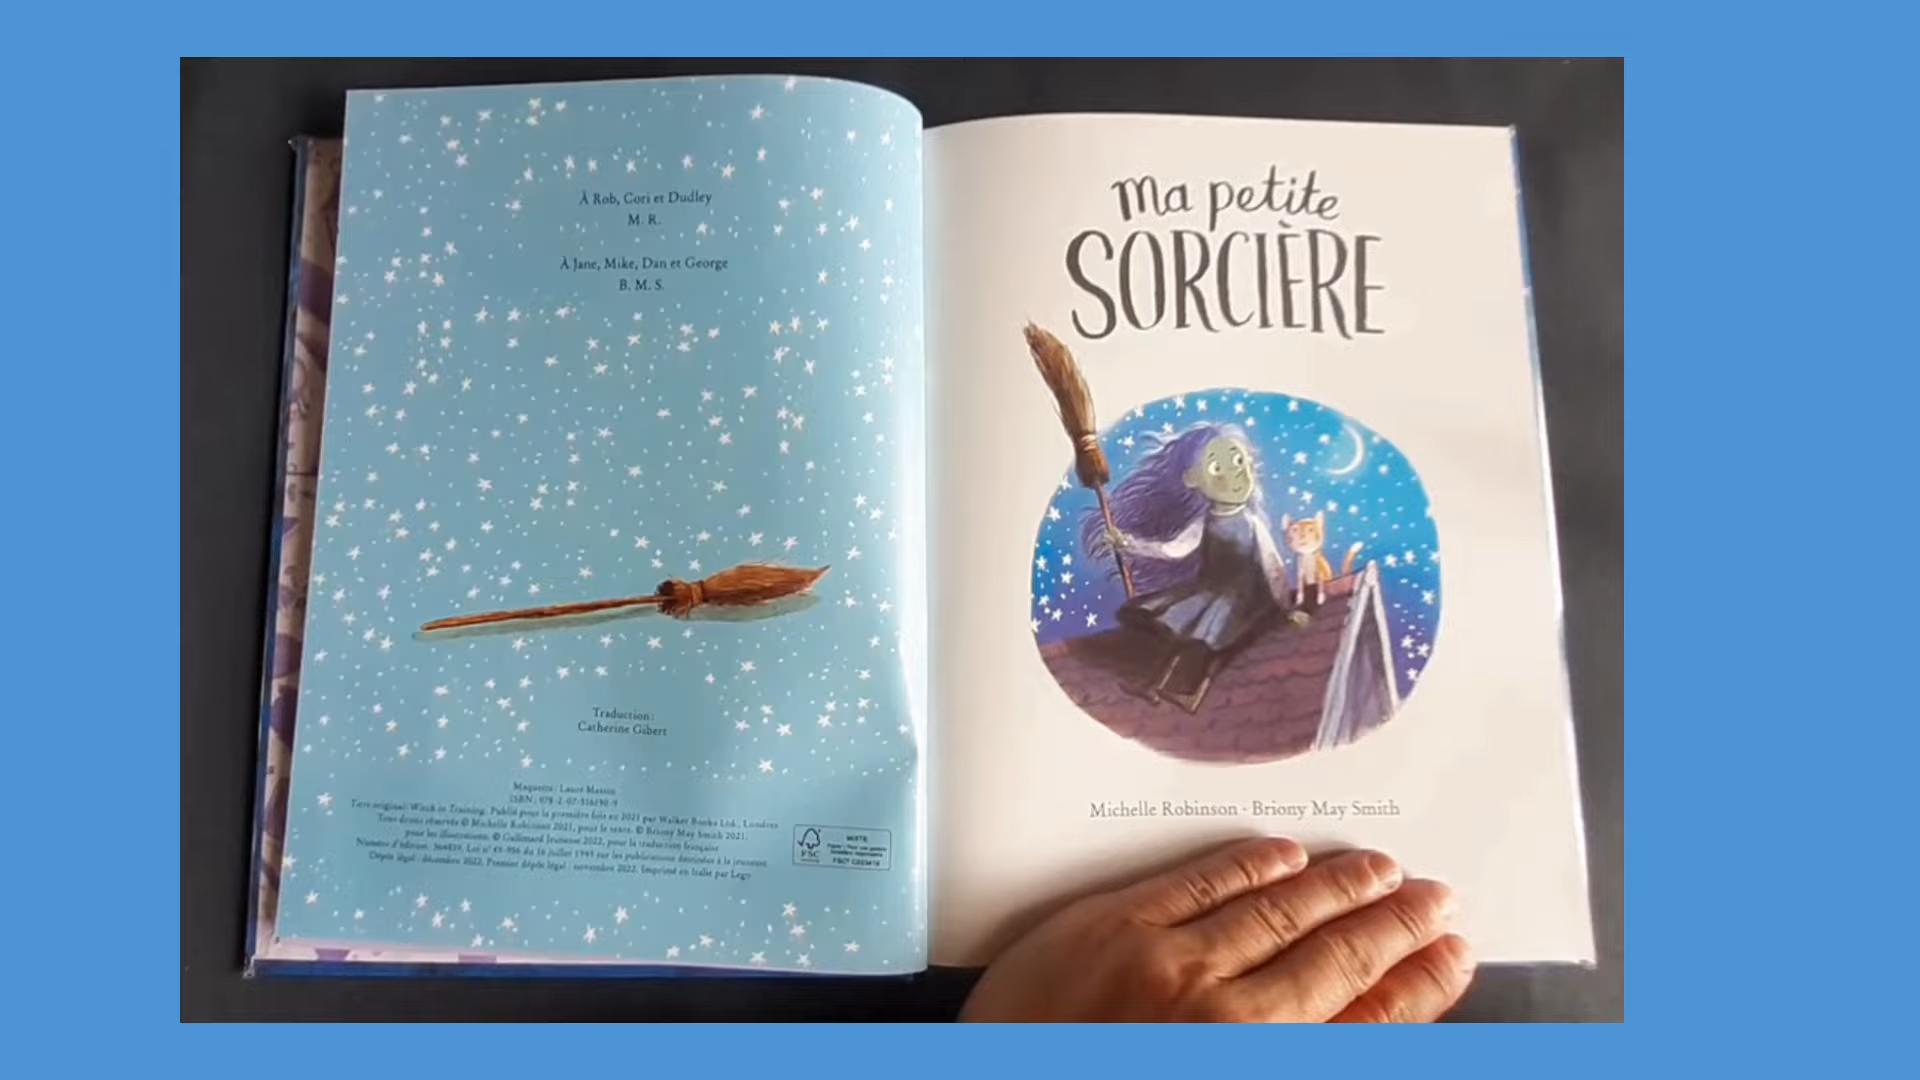 À Rob, Cori et Dudley
M. R.
À Jane, Mike, Dan et George
B. M. S.
Traduction :
Catherine Gibert
Maquette : Laure Massin
ISBN : 978-2-07-516190-9
Titre original : Witch in Training. Publié pour la première fois en 2021 par Walker Books Ltd., Londres
Tous droits réservés © Michelle Robinson 2021, pour le texte. © Briony May Smith 2021,
pour les illustrations. © Gallimard Jeunesse 2022, pour la traduction française
Numéro d'édition : Loi n° 49-956 du 16 juillet 1949 sur les publications destinées à la jeunesse
Dépôt légal : décembre 2022. Premier dépôt légal : novembre 2022. Imprimé en Italie par Lego
FSC
MIXTE
Ma petite
SORCIÈRE
Michelle Robinson - Briony May Smith